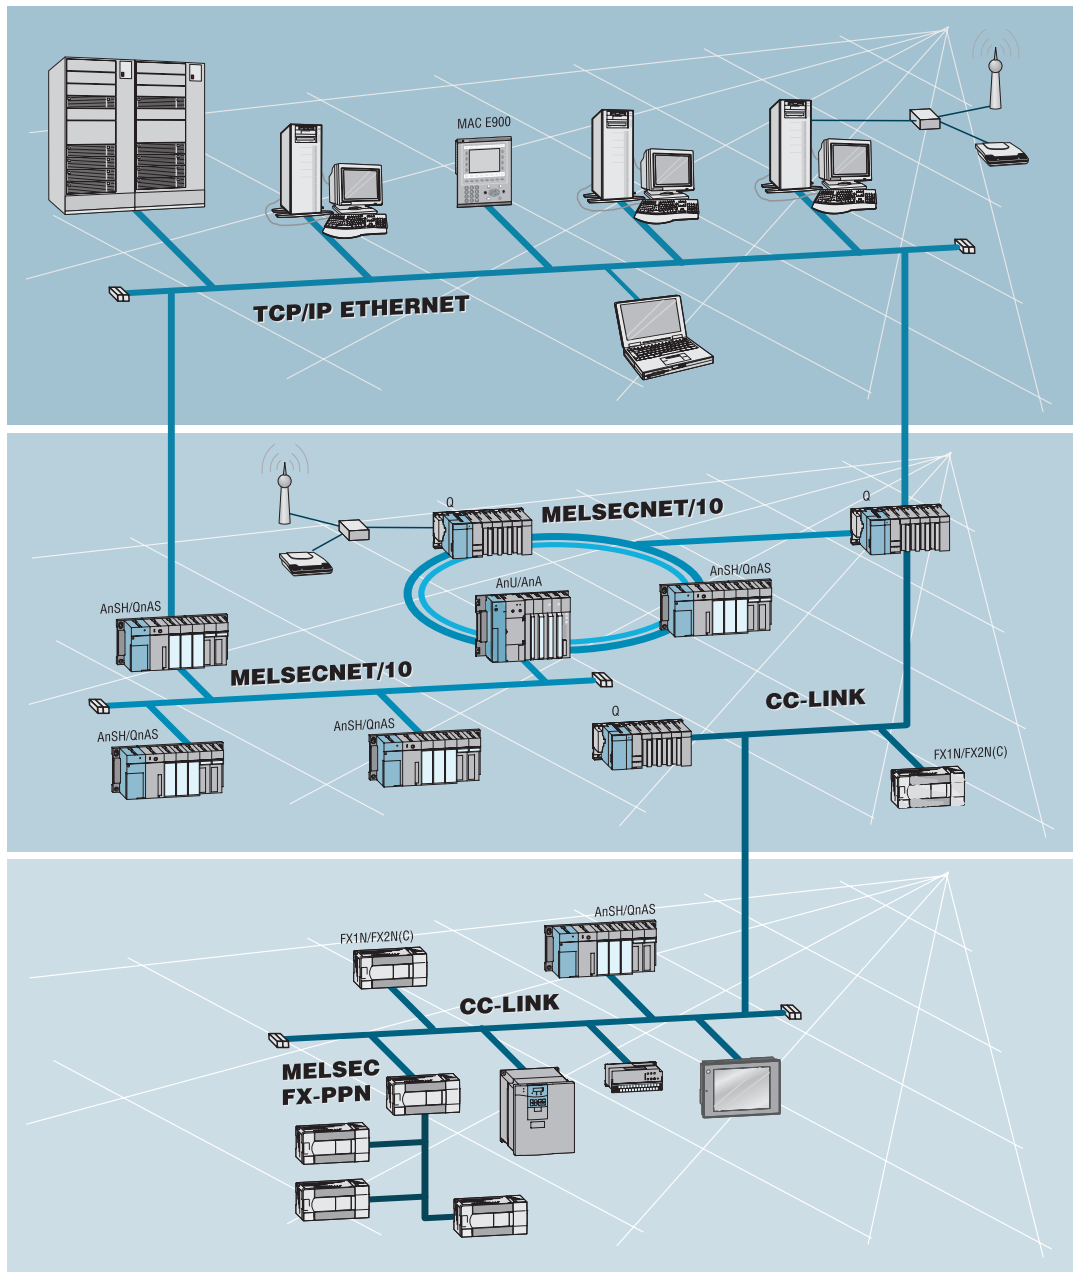 MAC E900
TCP/IP ETHERNET
Q
MELSECNET/10
Q
AnU/AnA
AnSH/QnAS
AnSH/QnAS
MELSECNET/10
CC-LINK
Q
AnSH/QnAS
AnSH/QnAS
FX1N/FX2N(C)
AnSH/QnAS
FX1N/FX2N(C)
CC-LINK
MELSEC
FX-PPN